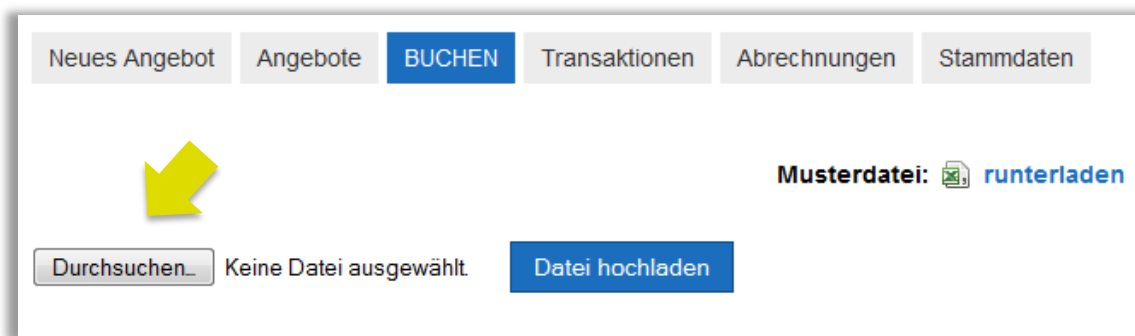 Neues Angebot Angebote BUCHEN Transaktionen Abrechnungen Stammdaten
Musterdatei: runterladen
Durchsuchen... Keine Datei ausgewählt. Datei hochladen